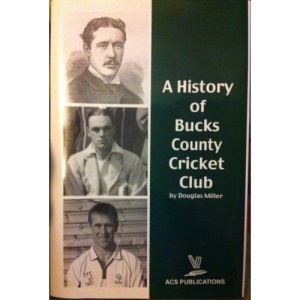 A History
of
Bucks
County
Cricket
Club
by Douglas Miller
ACS PUBLICATIONS